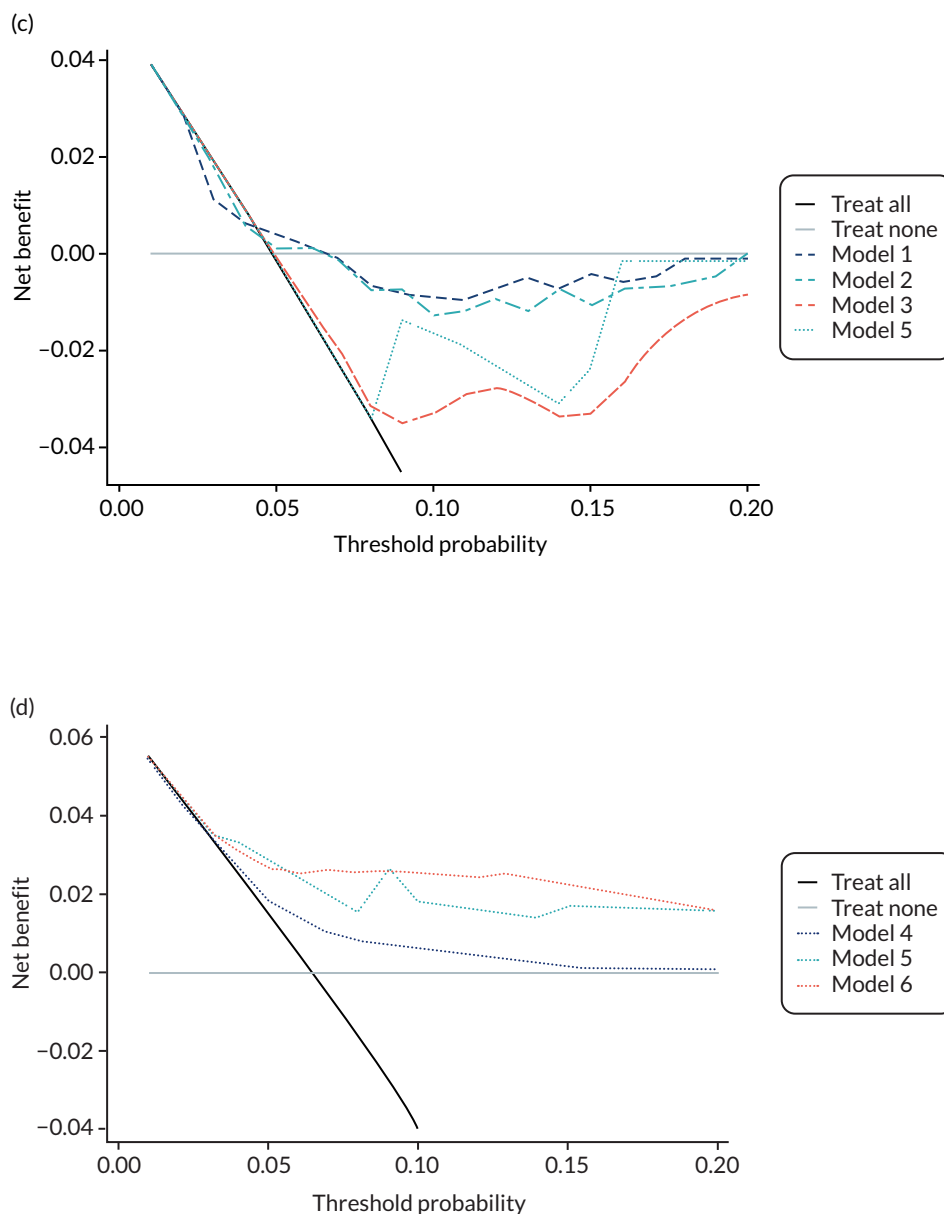 (c)
0.04
0.02
0.00
−0.02
−0.04
Net benefit
0.00
0.05
0.10
0.15
0.20
Threshold probability
Treat all
Treat none
Model 1
Model 2
Model 3
Model 5
(d)
0.06
0.04
0.02
0.00
−0.02
−0.04
Net benefit
0.00
0.05
0.10
0.15
0.20
Threshold probability
Treat all
Treat none
Model 4
Model 5
Model 6